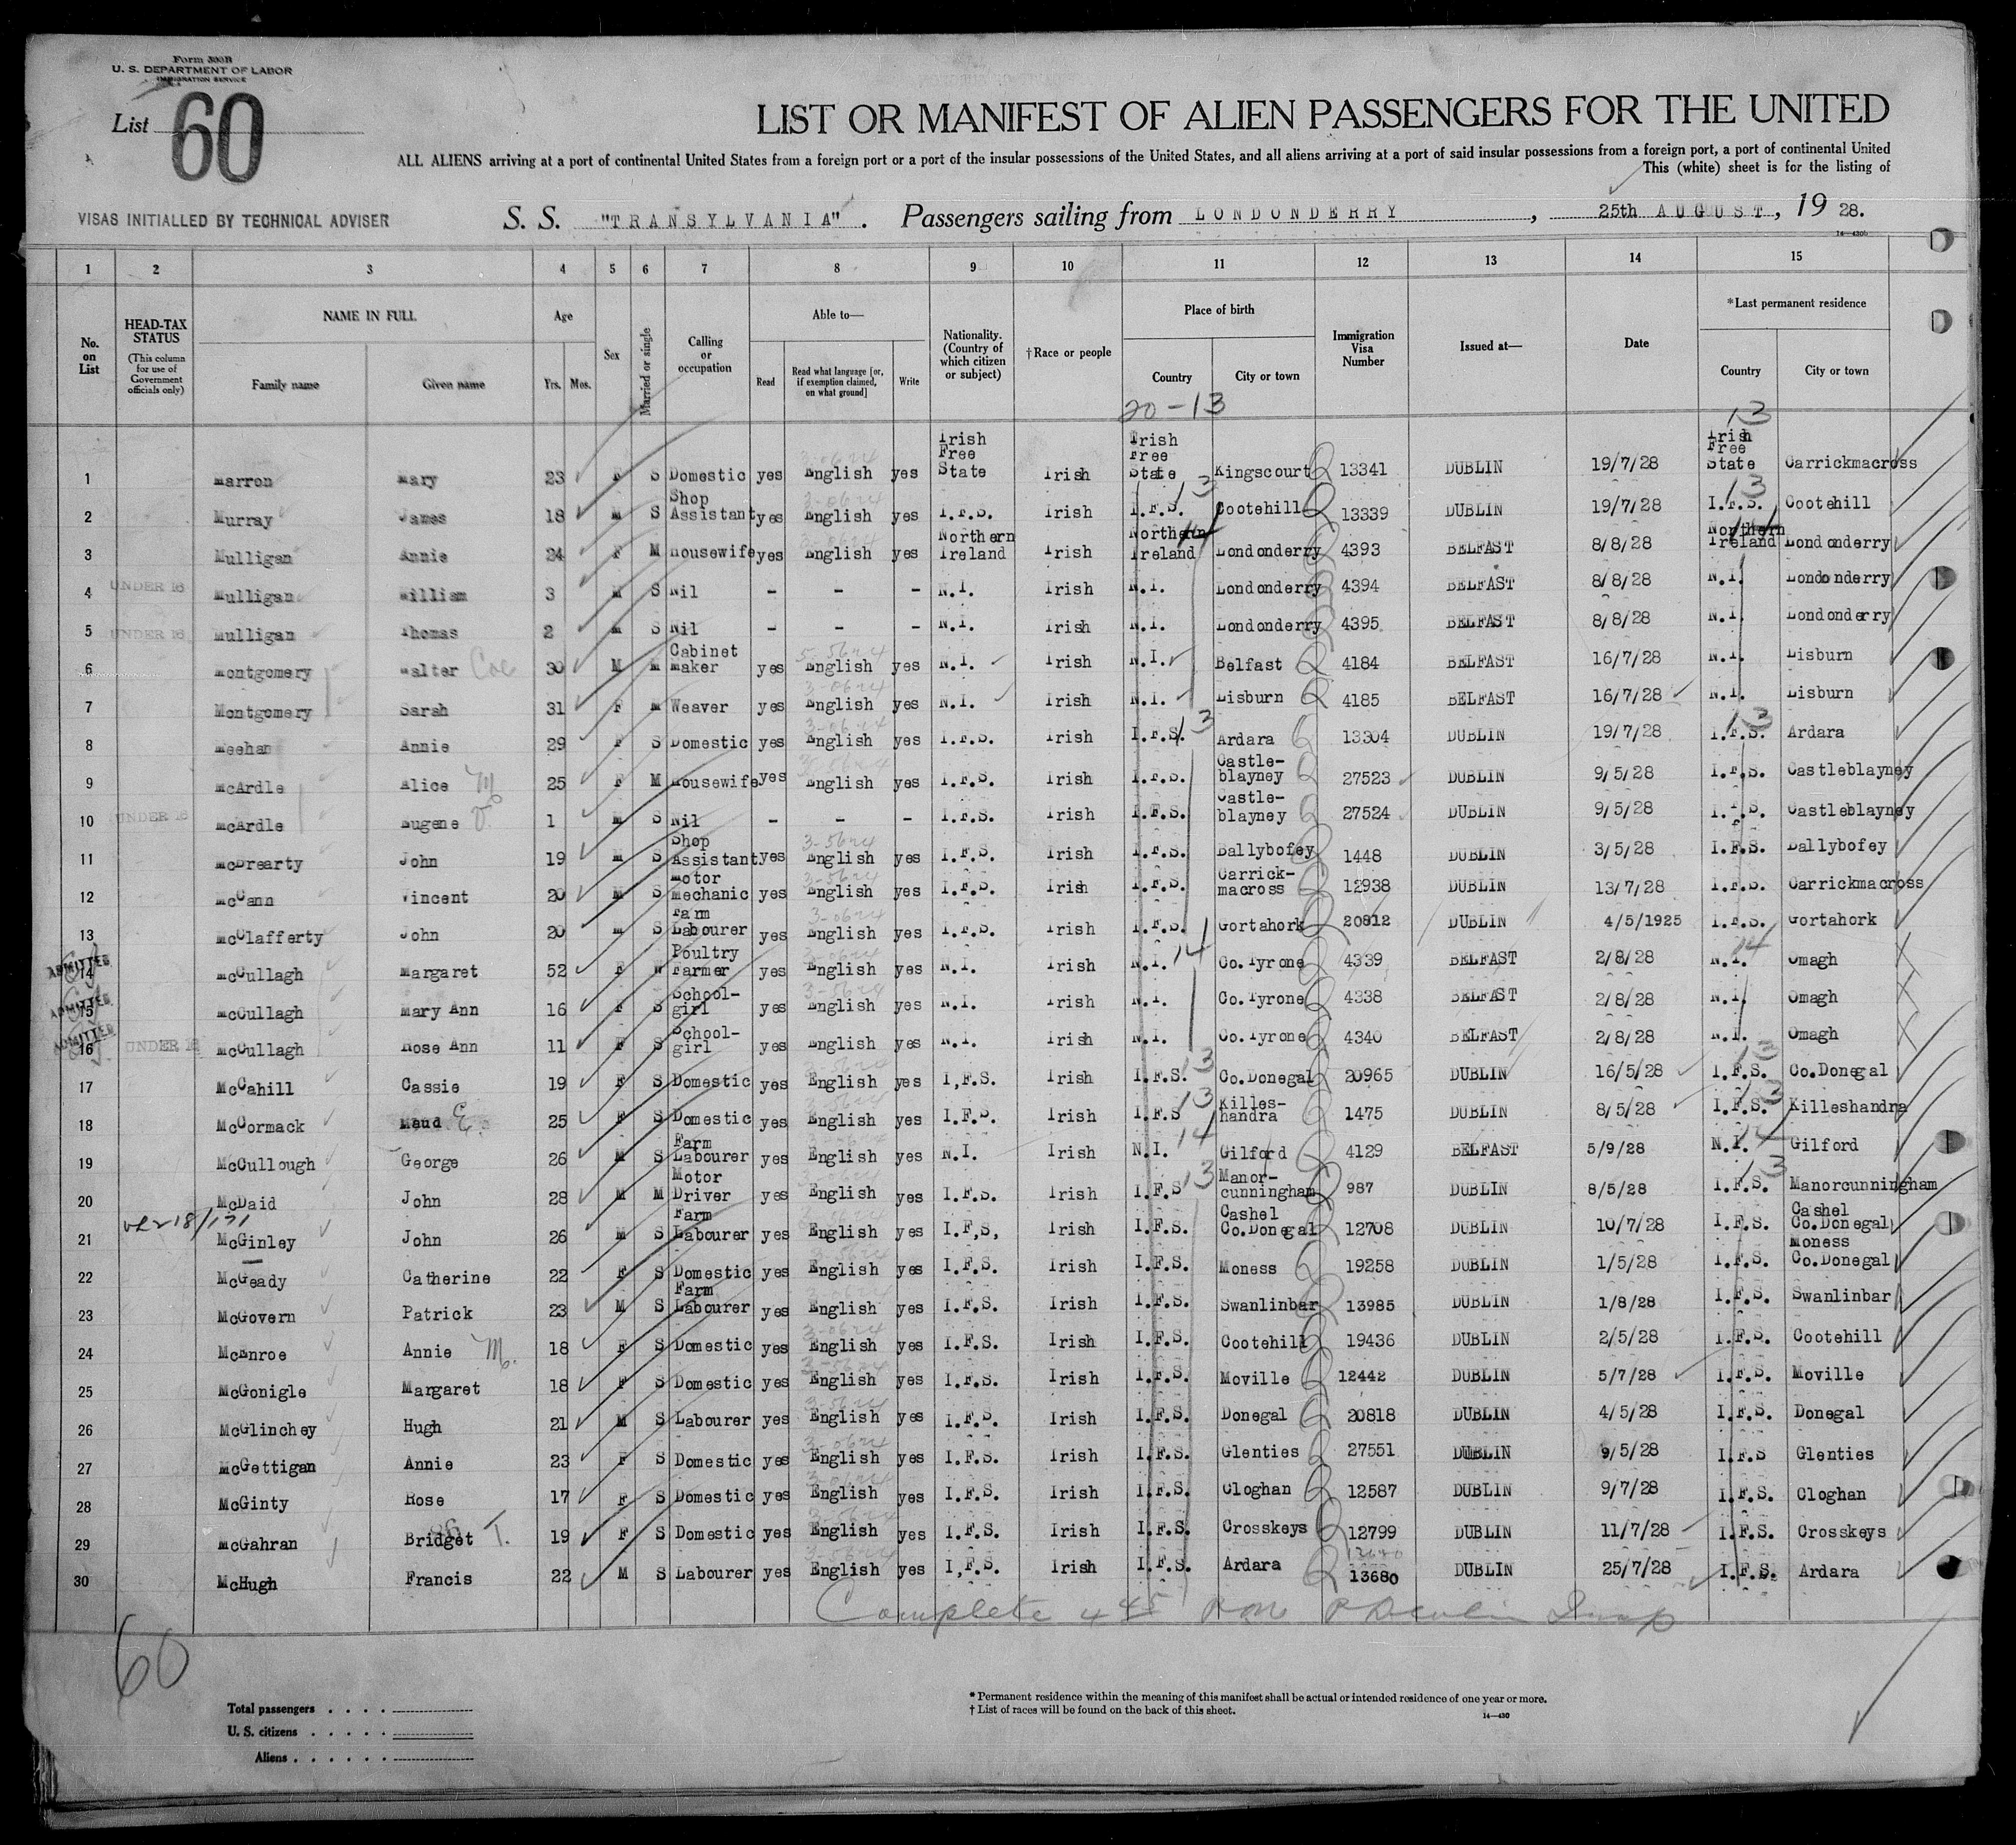 Form 500B
U. S. DEPARTMENT OF LABOR
IMMIGRATION SERVICE
List 60
LIST OR MANIFEST OF ALIEN PASSENGERS FOR THE UNITED
ALL ALIENS arriving at a port of continental United States from a foreign port or a port of the insular possessions of the United States, and all aliens arriving at a port of said insular possessions from a foreign port, a port of continental United
This (white) sheet is for the listing of
VISAS INITIALLED BY TECHNICAL ADVISER
S. S. "TRANSYLVANIA". Passengers sailing from LONDONDERRY, 25th AUGUST, 19 28.
14—430b
1 2 3 4 5 6 7 8 9 10 11 12 13 14 15
No. on List
HEAD-TAX STATUS
(This column for use of Government officials only)
NAME IN FULL
Family name Given name
Age
Yrs. Mos.
Sex
Married or single
Calling or occupation
Able to—
Read
Read what language [or, if exemption claimed, on what ground]
Write
Nationality. (Country of which citizen or subject)
†Race or people
Place of birth
Country City or town
20-13
Immigration Visa Number
Issued at—
Date
*Last permanent residence
Country City or town
13
1 Marron Mary 23 F S Domestic yes English yes Irish Free State Irish Irish Free State Kingscourt 13341 DUBLIN 19/7/28 Irish Free State Carrickmacross
2 Murray James 18 M S Shop Assistant yes English yes I.F.S. Irish I.F.S. Cootehill 13339 DUBLIN 19/7/28 I.F.S. Cootehill
3 Mulligan Annie 24 F M Housewife yes English yes Northern Ireland Irish Northern Ireland Londonderry 4393 BELFAST 8/8/28 Northern Ireland Londonderry
4 UNDER 16 Mulligan William 3 M S Nil - - - N.I. Irish N.I. Londonderry 4394 BELFAST 8/8/28 N.I. Londonderry
5 UNDER 16 Mulligan Thomas 2 M S Nil - - - N.I. Irish N.I. Londonderry 4395 BELFAST 8/8/28 N.I. Londonderry
6 Montgomery Walter Coe 30 M M Cabinet Maker yes English yes N.I. Irish N.I. Belfast 4184 BELFAST 16/7/28 N.I. Lisburn
7 Montgomery Sarah 31 F M Weaver yes English yes N.I. Irish N.I. Lisburn 4185 BELFAST 16/7/28 N.I. Lisburn
8 Meehan Annie 29 F S Domestic yes English yes I.F.S. Irish I.F.S. Ardara 13304 DUBLIN 19/7/28 I.F.S. Ardara
9 McArdle Alice M 25 F M Housewife yes English yes I.F.S. Irish I.F.S. Castle-blayney 27523 DUBLIN 9/5/28 I.F.S. Castleblayney
10 UNDER 16 McArdle Eugene V. 1 M S Nil - - - I.F.S. Irish I.F.S. Castle-blayney 27524 DUBLIN 9/5/28 I.F.S. Castleblayney
11 McBrearty John 19 M S Shop Assistant yes English yes I.F.S. Irish I.F.S. Ballybofey 1448 DUBLIN 3/5/28 I.F.S. Ballybofey
12 McCann Vincent 20 M S Motor mechanic yes English yes I.F.S. Irish I.F.S. Carrick-macross 12938 DUBLIN 13/7/28 I.F.S. Carrickmacross
13 McClafferty John 20 M S Farm Labourer yes English yes I.F.S. Irish I.F.S. Gortahork 20812 DUBLIN 4/5/1925 I.F.S. Gortahork
ADMITTED 14 McCullagh Margaret 52 F W Poultry Farmer yes English yes N.I. Irish N.I. Co.Tyrone 4339 BELFAST 2/8/28 N.I. Omagh
ADMITTED 15 McCullagh Mary Ann 16 F S School-girl yes English yes N.I. Irish N.I. Co.Tyrone 4338 BELFAST 2/8/28 N.I. Omagh
ADMITTED 16 UNDER 16 McCullagh Rose Ann 11 F S School-girl yes English yes N.I. Irish N.I. Co.Tyrone 4340 BELFAST 2/8/28 N.I. Omagh
17 McCahill Cassie 19 F S Domestic yes English yes I,F.S. Irish I.F.S. Co.Donegal 20965 DUBLIN 16/5/28 I.F.S. Co.Donegal
18 McCormack Maud E. 25 F S Domestic yes English yes I.F.S. Irish I.F.S Killes-handra 1475 DUBLIN 8/5/28 I.F.S. Killeshandra
19 McCullough George 26 M S Farm Labourer yes English yes N.I. Irish N.I. Gilford 4129 BELFAST 5/9/28 N.I. Gilford
20 McDaid John 28 M M Motor Driver yes English yes I.F.S. Irish I.F.S Manor-cunningham 987 DUBLIN 8/5/28 I.F.S. Manorcunningham
21 McGinley John 26 M S Farm Labourer yes English yes I.F,S, Irish I.F.S. Cashel Co.Donegal 12708 DUBLIN 10/7/28 I.F.S. Cashel Co.Donegal
22 McGeady Catherine 22 F S Domestic yes English yes I.F.S. Irish I.F.S. Moness 19258 DUBLIN 1/5/28 I.F.S. Moness Co.Donegal
23 McGovern Patrick 23 M S Farm Labourer yes English yes I.F.S. Irish I.F.S. Swanlinbar 13985 DUBLIN 1/8/28 I.F.S. Swanlinbar
24 McEnroe Annie M. 18 F S Domestic yes English yes I.F.S. Irish I.F.S. Cootehill 19436 DUBLIN 2/5/28 I.F.S. Cootehill
25 McGonigle Margaret 18 F S Domestic yes English yes I.F.S. Irish I.F.S. Moville 12442 DUBLIN 5/7/28 I.F.S. Moville
26 McGlinchey Hugh 21 M S Labourer yes English yes I.F.S. Irish I.F.S. Donegal 20818 DUBLIN 4/5/28 I.F.S. Donegal
27 McGettigan Annie 23 F S Domestic yes English yes I.F.S. Irish I.F.S. Glenties 27551 DUBLIN 9/5/28 I.F.S Glenties
28 McGinty Rose 17 F S Domestic yes English yes I.F.S. Irish I.F.S. Cloghan 12587 DUBLIN 9/7/28 I.F.S. Cloghan
29 McGahran Bridget T. 19 F S Domestic yes English yes I.F.S. Irish I.F.S. Crosskeys 12799 DUBLIN 11/7/28 I.F.S. Crosskeys
30 McHugh Francis 22 M S Labourer yes English yes I,F.S. Irish I.F.S. Ardara 13680 DUBLIN 25/7/28 I.F.S. Ardara
Complete
60
Total passengers . . . .
U. S. citizens . . . . .
Aliens . . . . . .
* Permanent residence within the meaning of this manifest shall be actual or intended residence of one year or more.
† List of races will be found on the back of this sheet.
14—430